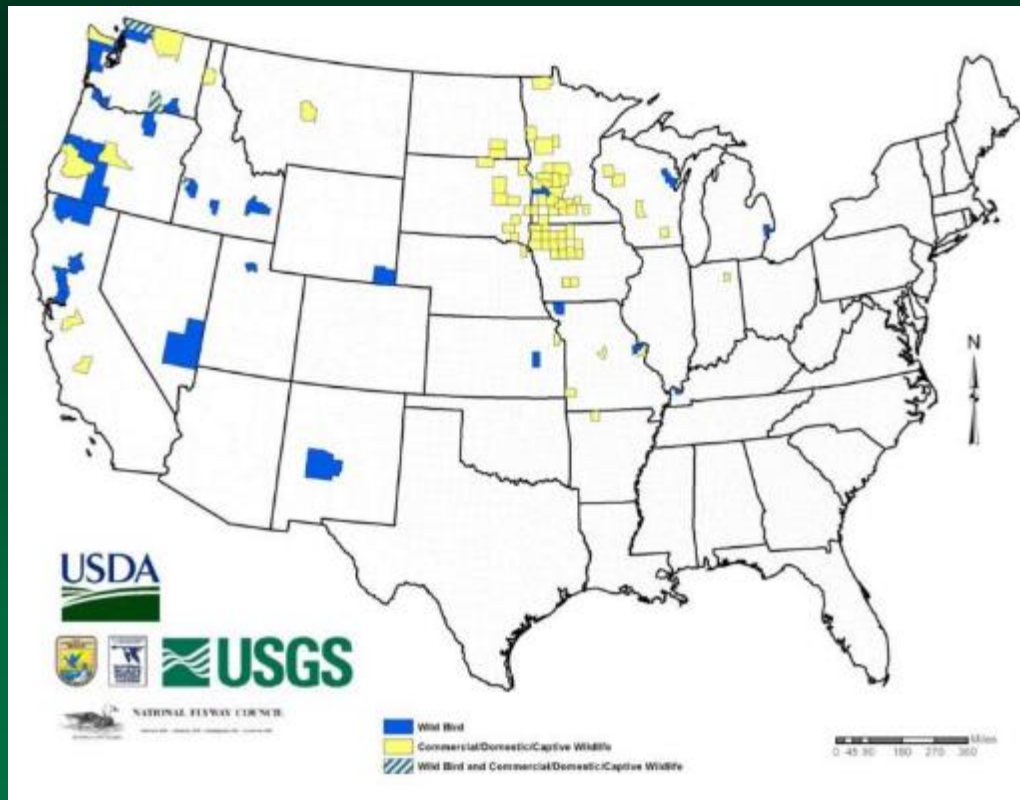 N
USDA
USGS
NATIONAL FLYWAY COUNCIL
Wild Bird
Commercial/Domestic/Captive Wildlife
Wild Bird and Commercial/Domestic/Captive Wildlife
Miles
0 45 90 180 270 360